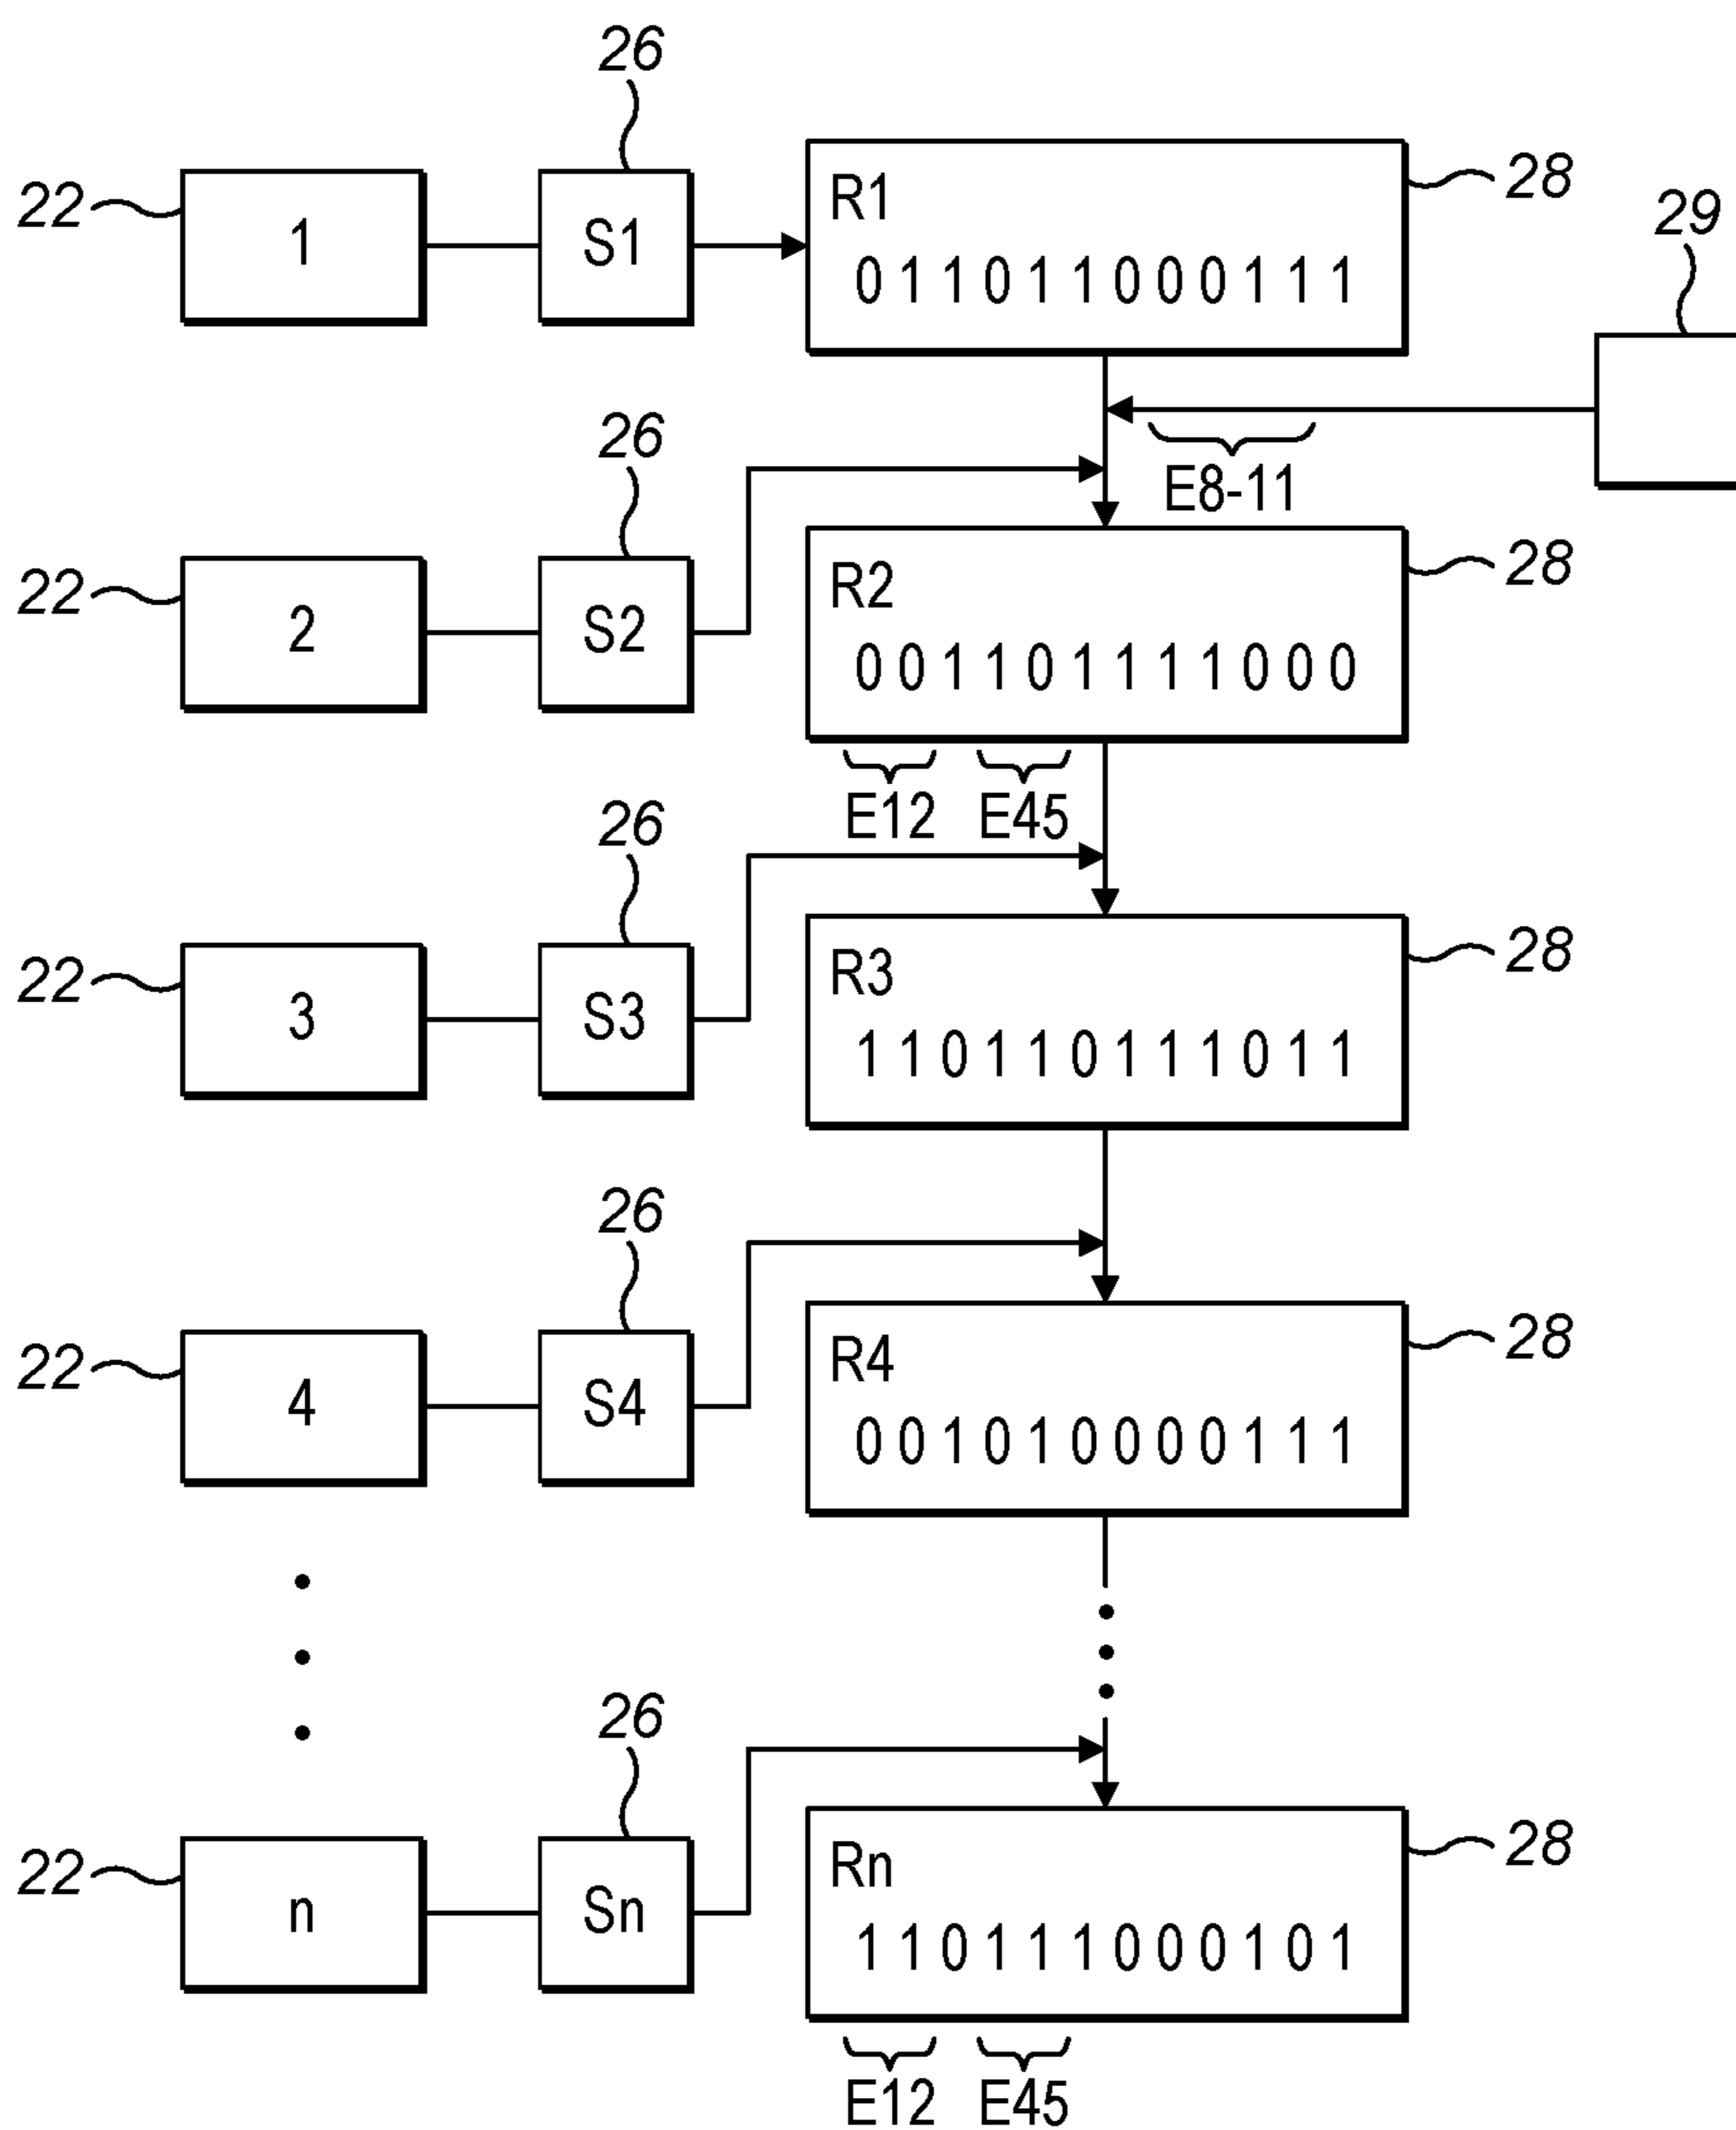 26
22
1
S1
R1
28
0 1 1 0 1 1 0 0 0 1 1 1
29
26
E8-11
22
2
S2
R2
28
0 0 1 1 0 1 1 1 1 0 0 0
E12 E45
26
22
3
S3
R3
28
1 1 0 1 1 0 1 1 1 0 1 1
26
22
4
S4
R4
28
0 0 1 0 1 0 0 0 0 1 1 1
26
22
n
Sn
Rn
28
1 1 0 1 1 1 0 0 0 1 0 1
E12 E45